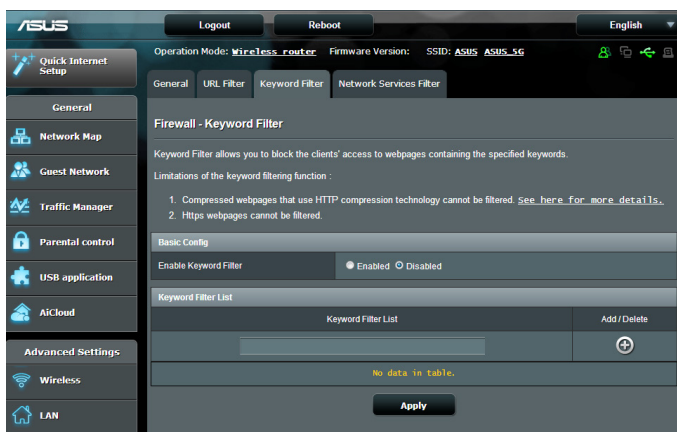 ASUS
Logout
Reboot
English
Operation Mode: Wireless router Firmware Version: SSID: ASUS ASUS_5G
Quick Internet
Setup
General
Network Map
Guest Network
Traffic Manager
Parental control
USB application
AiCloud
Advanced Settings
Wireless
LAN
General
URL Filter
Keyword Filter
Network Services Filter
Firewall - Keyword Filter
Keyword Filter allows you to block the clients' access to webpages containing the specified keywords.
Limitations of the keyword filtering function :
1. Compressed webpages that use HTTP compression technology cannot be filtered. See here for more details.
2. Https webpages cannot be filtered.
Basic Config
Enable Keyword Filter
Enabled Disabled
Keyword Filter List
Keyword Filter List
Add / Delete
No data in table.
Apply